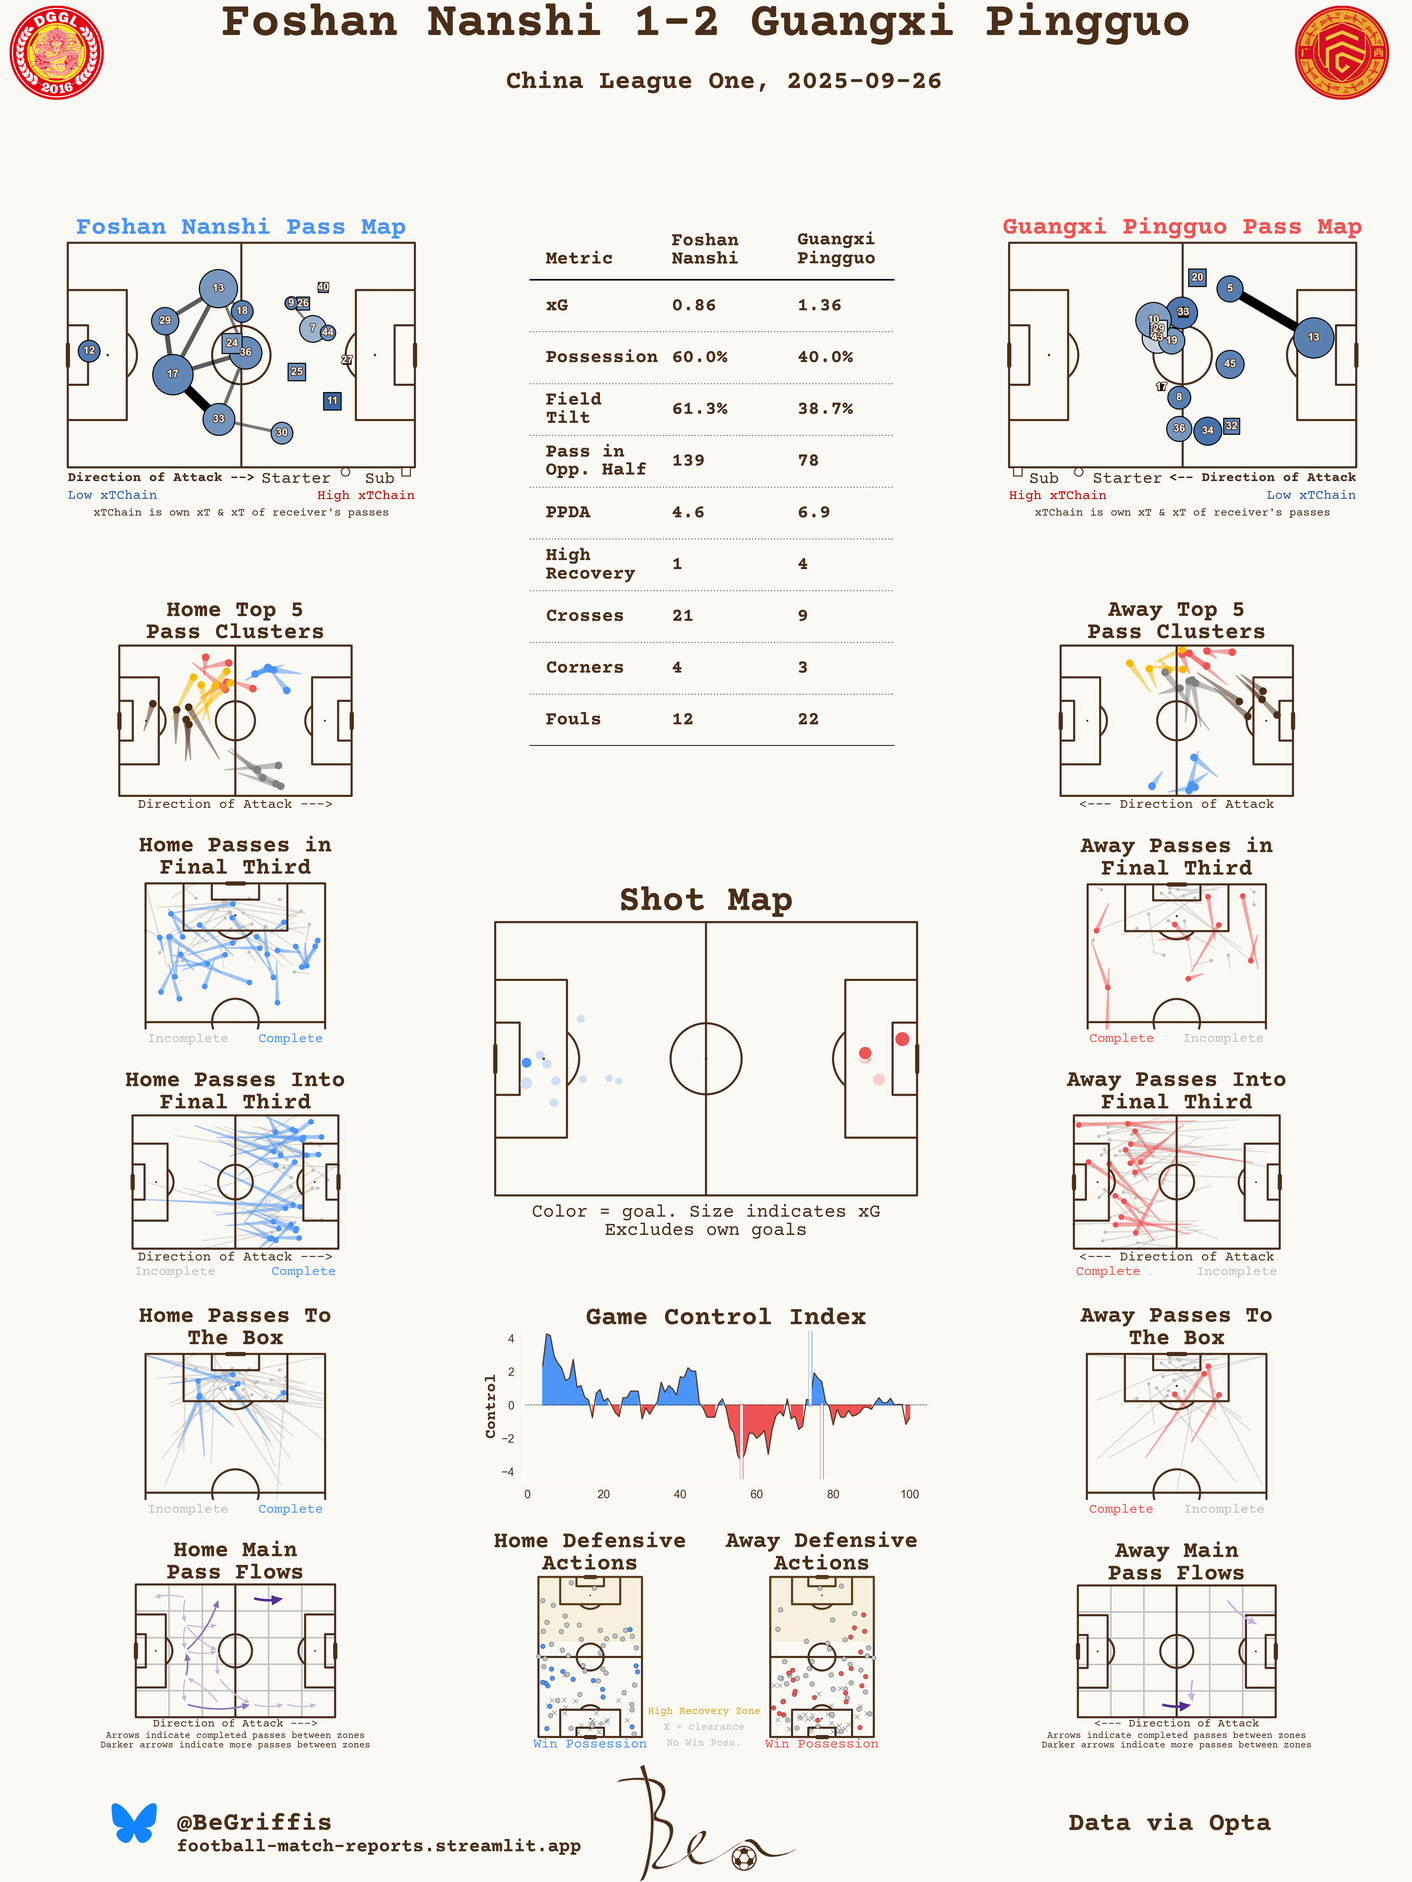 Foshan Nanshi 1-2 Guangxi Pingguo
China League One, 2025-09-26
DGGL
2016
Foshan Nanshi Pass Map
13
29
18
9
26
40
7
44
12
24
36
27
17
25
11
33
30
Direction of Attack --> Starter Sub
Low xTChain High xTChain
xTChain is own xT & xT of receiver's passes
Metric Foshan Nanshi Guangxi Pingguo
xG 0.86 1.36
Possession 60.0% 40.0%
Field Tilt 61.3% 38.7%
Pass in Opp. Half 139 78
PPDA 4.6 6.9
High Recovery 1 4
Crosses 21 9
Corners 4 3
Fouls 12 22
Guangxi Pingguo Pass Map
20
5
10
33
29
43
19
13
45
17
8
36
34
32
Sub Starter <-- Direction of Attack
High xTChain Low xTChain
xTChain is own xT & xT of receiver's passes
Home Top 5
Pass Clusters
Direction of Attack --->
Away Top 5
Pass Clusters
<--- Direction of Attack
Home Passes in
Final Third
Incomplete Complete
Away Passes in
Final Third
Complete Incomplete
Shot Map
Color = goal. Size indicates xG
Excludes own goals
Home Passes Into
Final Third
Direction of Attack --->
Incomplete Complete
Away Passes Into
Final Third
<--- Direction of Attack
Complete Incomplete
Home Passes To
The Box
Incomplete Complete
Game Control Index
Control
4
2
0
−2
−4
0 20 40 60 80 100
Away Passes To
The Box
Complete Incomplete
Home Main
Pass Flows
Direction of Attack --->
Arrows indicate completed passes between zones
Darker arrows indicate more passes between zones
Home Defensive
Actions
Win Possession
High Recovery Zone
X = clearance
No Win Poss.
Away Defensive
Actions
Win Possession
Away Main
Pass Flows
<--- Direction of Attack
Arrows indicate completed passes between zones
Darker arrows indicate more passes between zones
@BeGriffis
football-match-reports.streamlit.app
Ben
Data via Opta